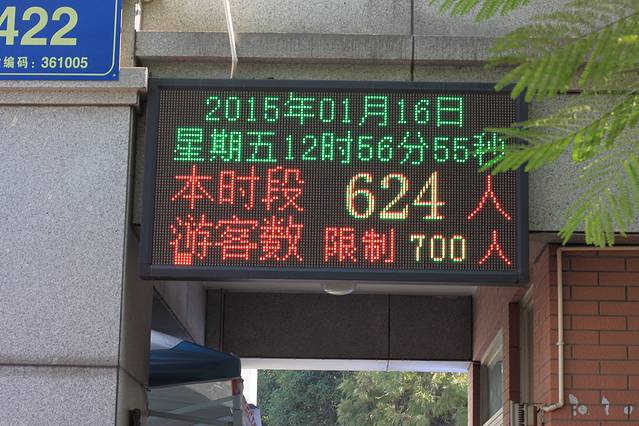 422
编码：361005
2015年01月16日
星期五12时56分55秒
本时段 624 人
游客数 限制 700 人